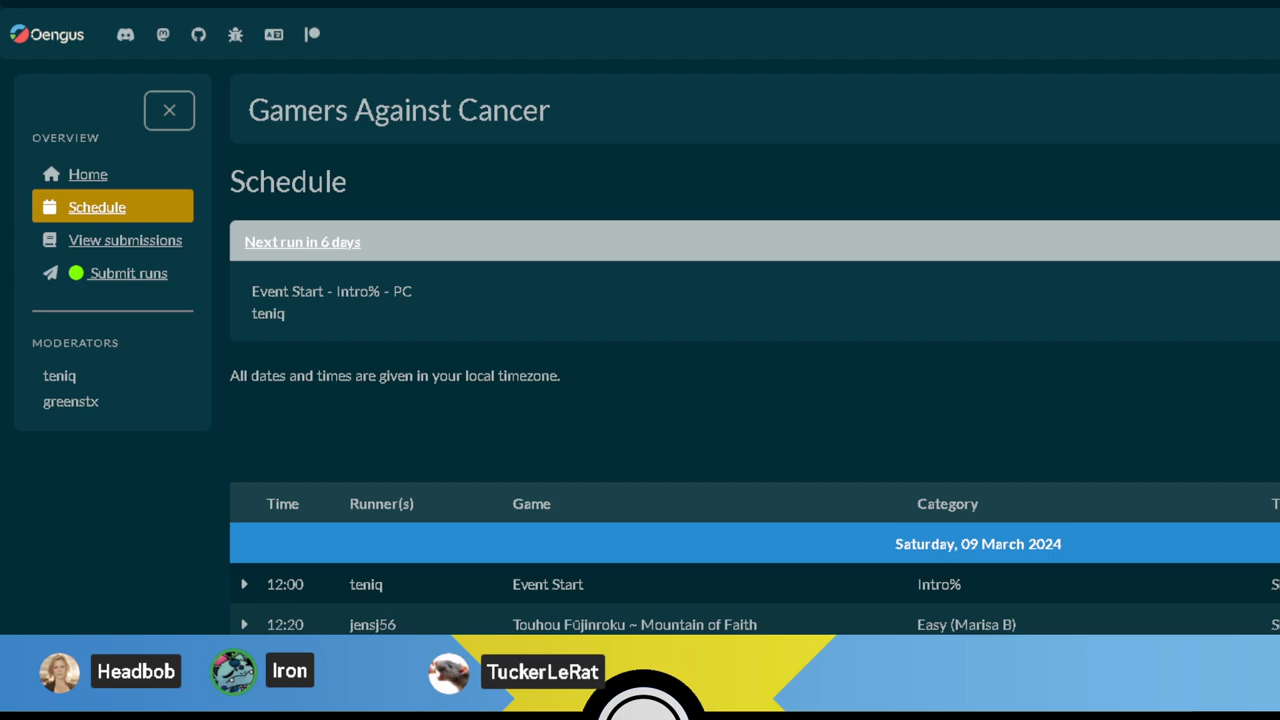 Oengus
Gamers Against Cancer
OVERVIEW
Home
Schedule
View submissions
Submit runs
MODERATORS
teniq
greenstx
Schedule
Next run in 6 days
Event Start - Intro% - PC
teniq
All dates and times are given in your local timezone.
Time Runner(s) Game Category
Saturday, 09 March 2024
12:00 teniq Event Start Intro%
12:20 jensj56 Touhou Fūjinroku ~ Mountain of Faith Easy (Marisa B)
Headbob Iron TuckerLeRat